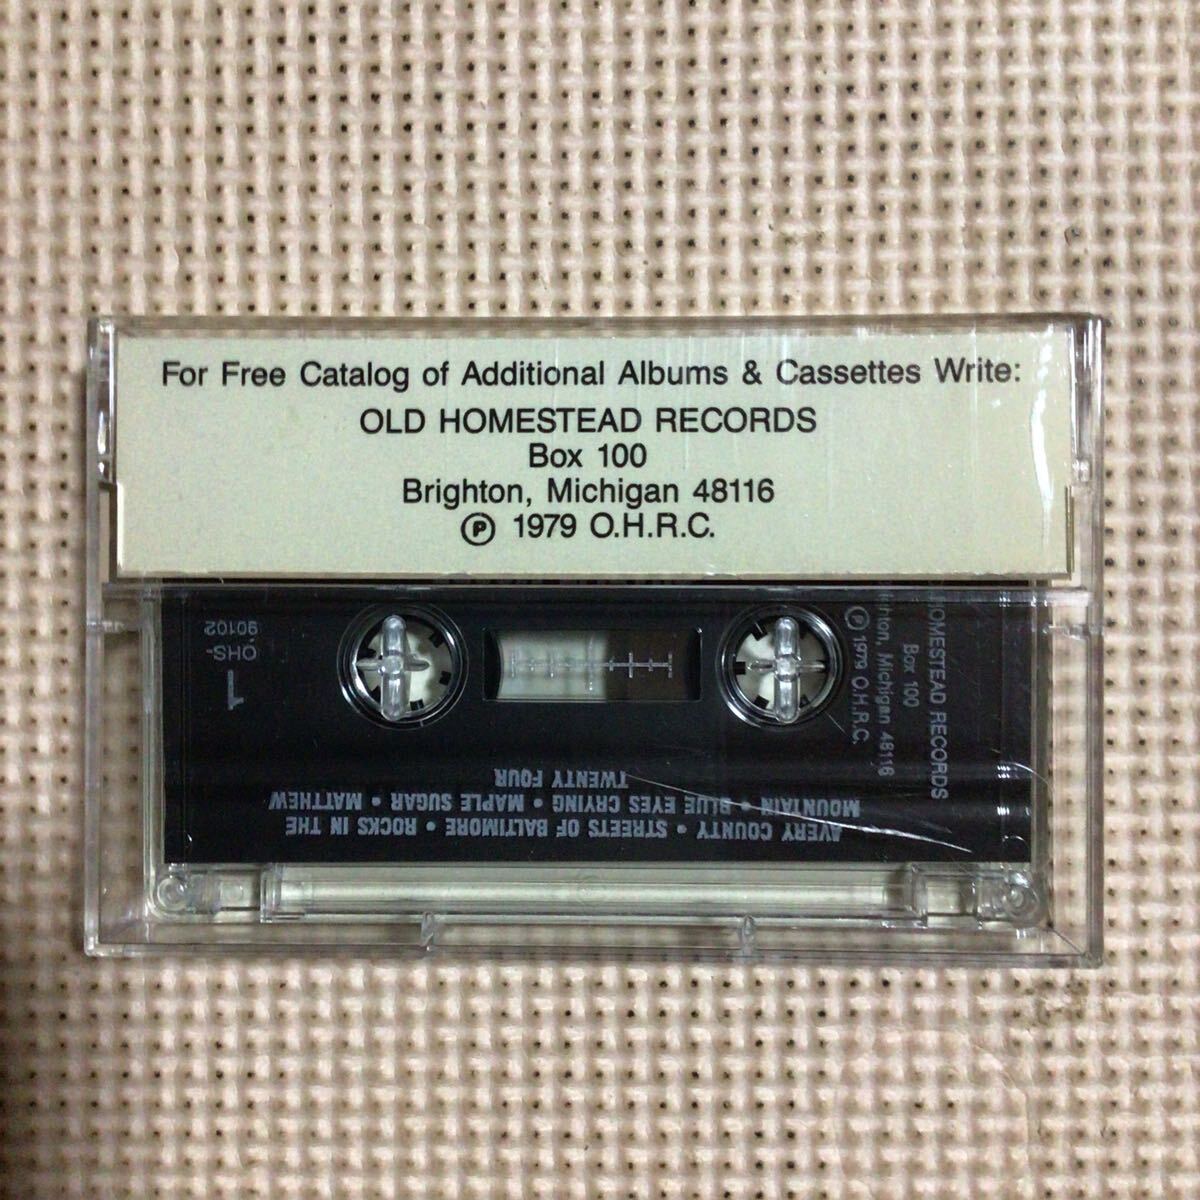 For Free Catalog of Additional Albums & Cassettes Write:
OLD HOMESTEAD RECORDS
Box 100
Brighton, Michigan 48116
Ⓟ 1979 O.H.R.C.
OHS-
90102
1
AVERY COUNTY • STREETS OF BALTIMORE • ROCKS IN THE
MOUNTAIN • BLUE EYES CRYING • MAPLE SUGAR • MATTHEW
TWENTY FOUR
HOMESTEAD RECORDS
Box 100
ighton, Michigan 48116
Ⓟ 1979 O.H.R.C.